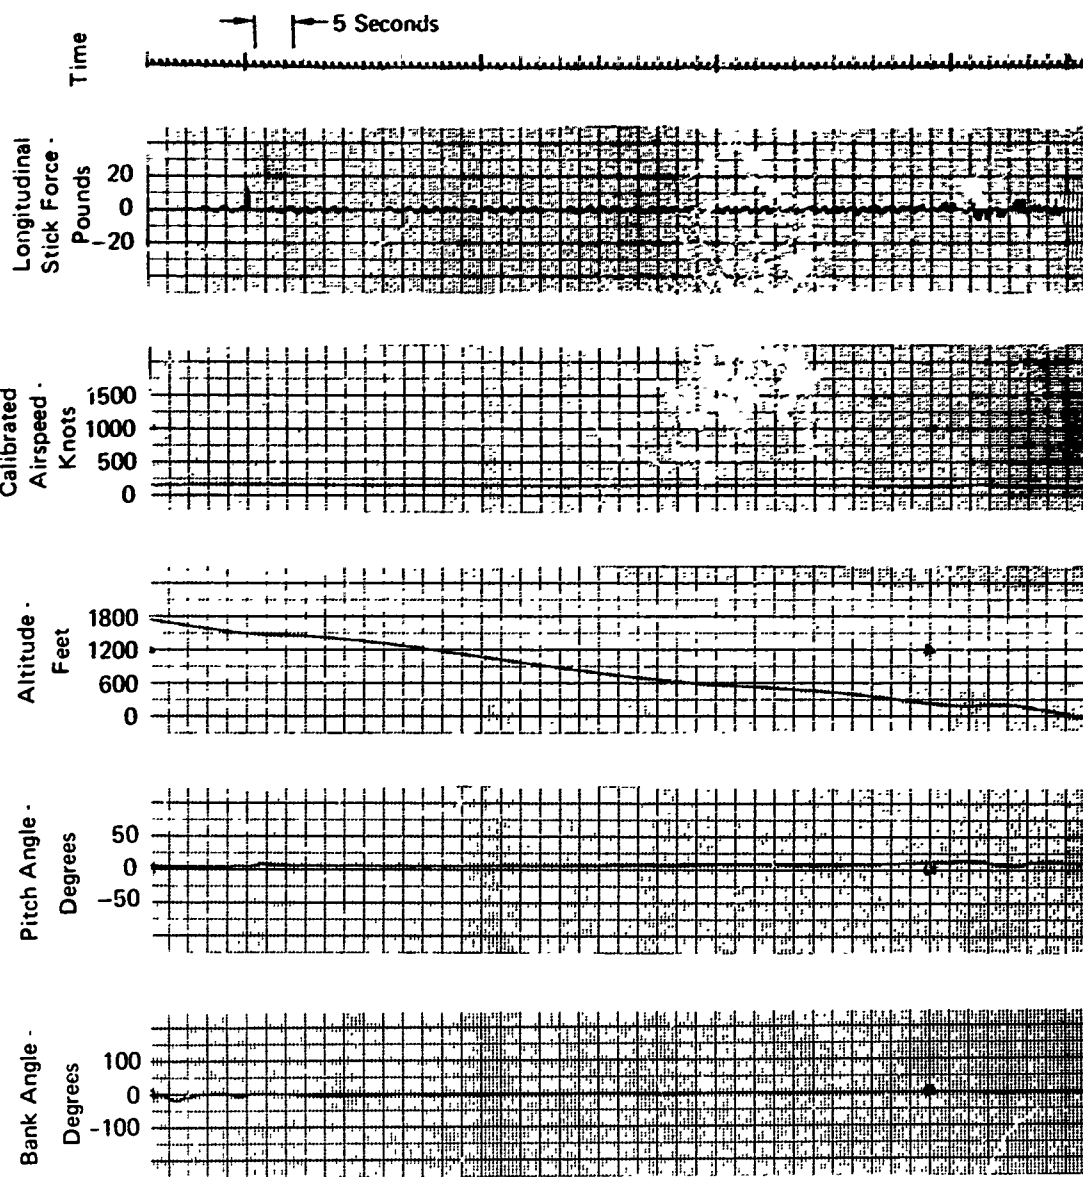 5 Seconds
Time
Longitudinal
Stick Force -
Pounds
20
0
-20
Calibrated
Airspeed -
Knots
1500
1000
500
0
Altitude -
Feet
1800
1200
600
0
Pitch Angle -
Degrees
50
0
-50
Bank Angle -
Degrees
100
0
-100